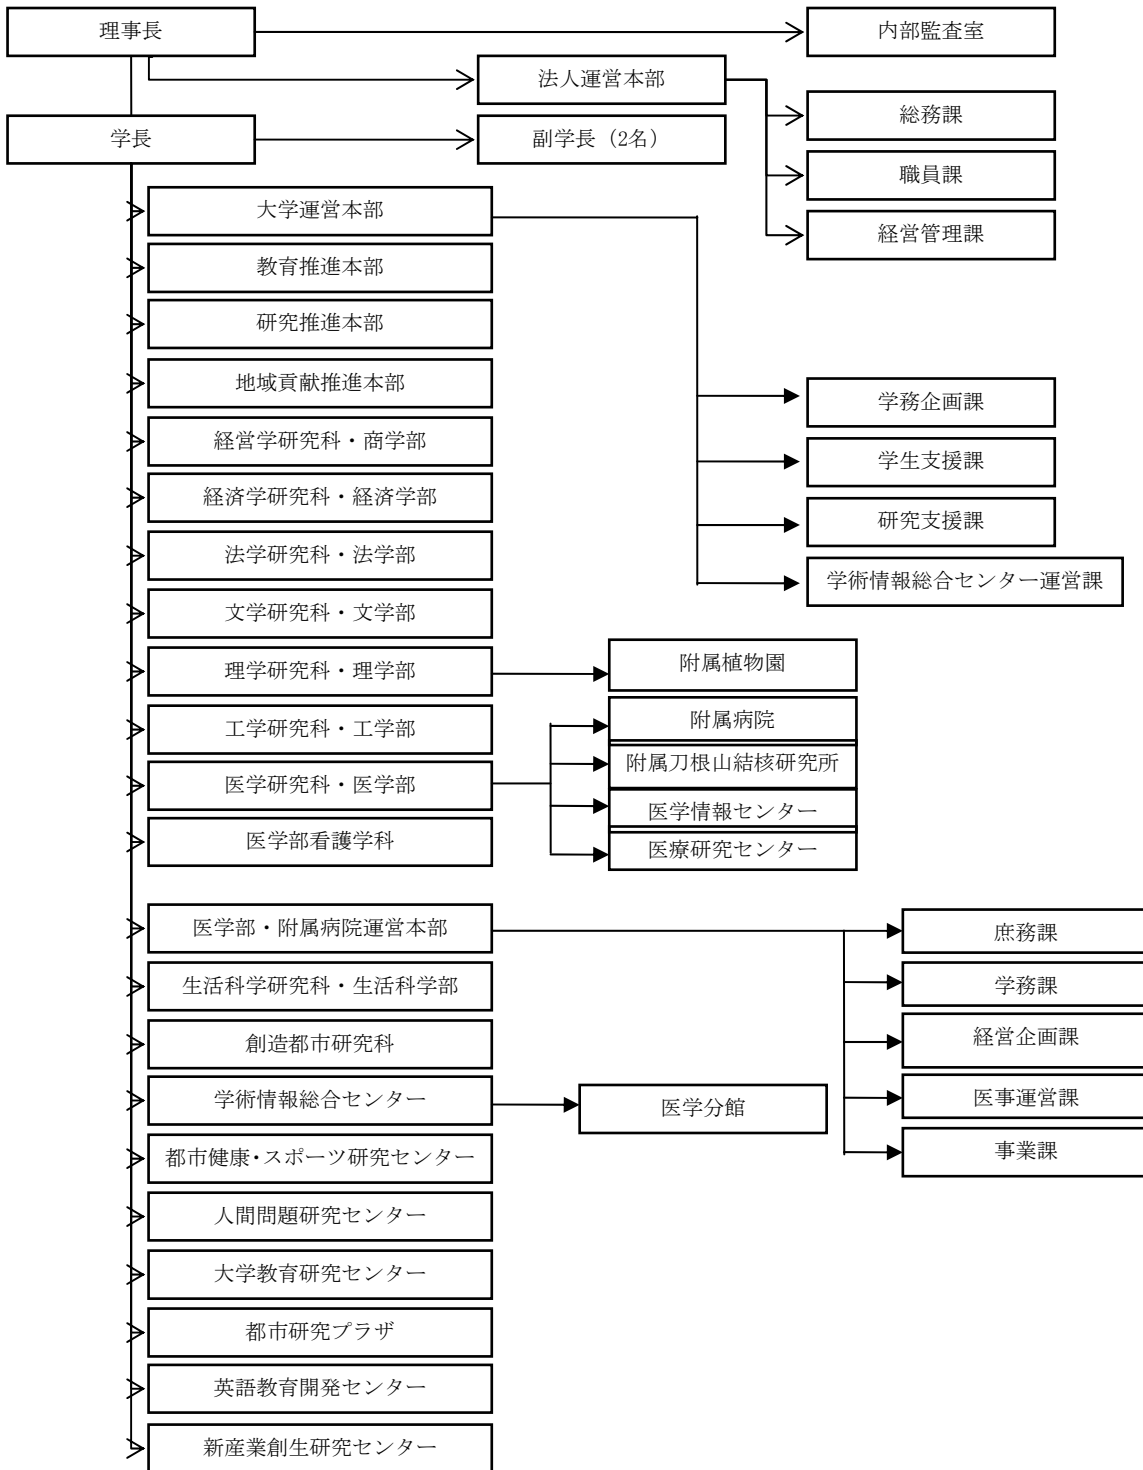 理事長
内部監査室
法人運営本部
総務課
学長
副学長（2名）
職員課
大学運営本部
経営管理課
教育推進本部
研究推進本部
地域貢献推進本部
学務企画課
経営学研究科・商学部
学生支援課
経済学研究科・経済学部
研究支援課
法学研究科・法学部
学術情報総合センター運営課
文学研究科・文学部
理学研究科・理学部
附属植物園
工学研究科・工学部
附属病院
附属刀根山結核研究所
医学研究科・医学部
医学情報センター
医学部看護学科
医療研究センター
医学部・附属病院運営本部
庶務課
生活科学研究科・生活科学部
学務課
創造都市研究科
経営企画課
学術情報総合センター
医学分館
医事運営課
都市健康・スポーツ研究センター
事業課
人間問題研究センター
大学教育研究センター
都市研究プラザ
英語教育開発センター
新産業創生研究センター